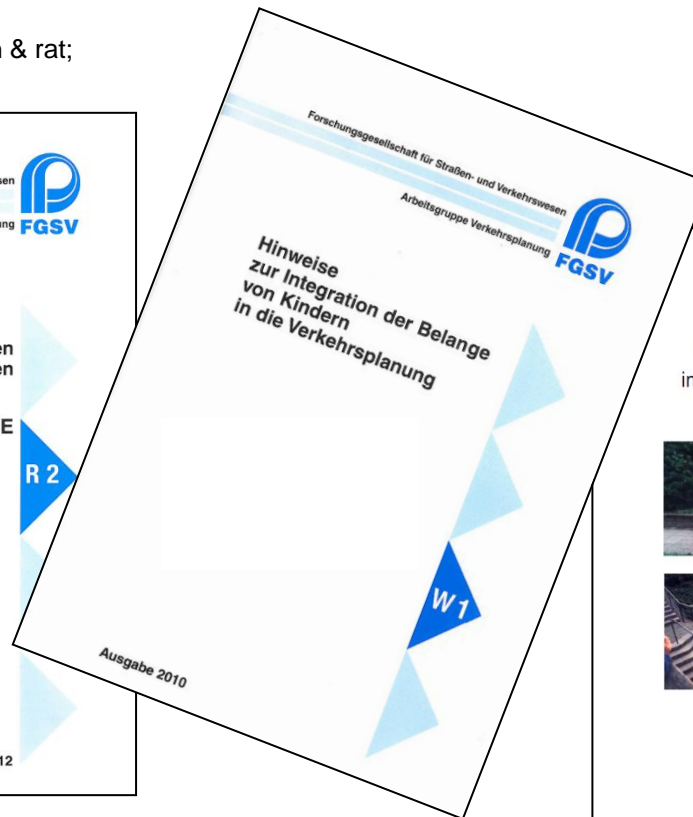 & rat;
FGSV
R 2
E
12
Forschungsgesellschaft für Straßen- und Verkehrswesen
Arbeitsgruppe Verkehrsplanung
FGSV
Hinweise
zur Integration der Belange
von Kindern
in die Verkehrsplanung
W 1
Ausgabe 2010